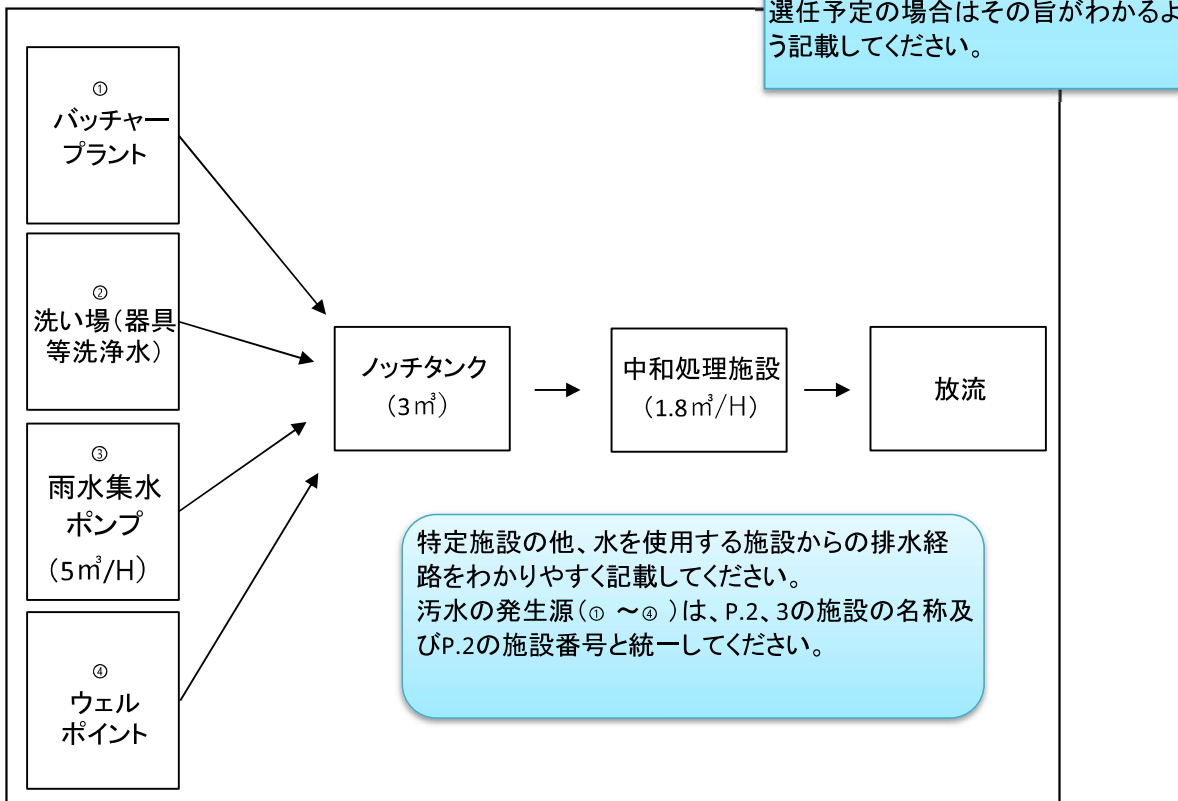 選任予定の場合はその旨がわかるよ
う記載してください。
①
バッチャー
プラント
②
洗い場（器具
等洗浄水）
③
雨水集水
ポンプ
（5㎥/H）
④
ウェル
ポイント
ノッチタンク
（3㎥）
中和処理施設
（1.8㎥/H）
放流
特定施設の他、水を使用する施設からの排水経
路をわかりやすく記載してください。
汚水の発生源（① ～④ ）は、P.2、3の施設の名称及
びP.2の施設番号と統一してください。